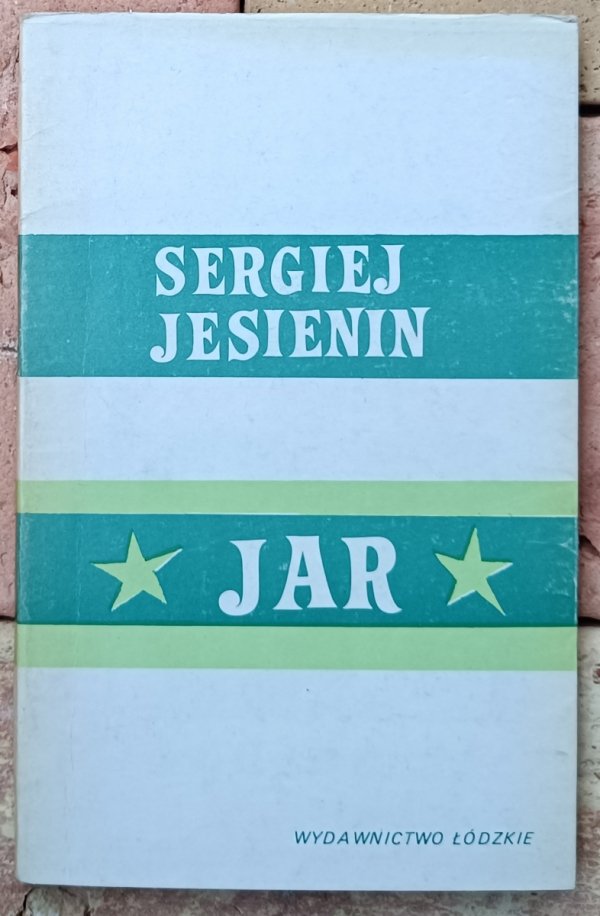 SERGIEJ
JESIENIN
JAR
WYDAWNICTWO ŁÓDZKIE